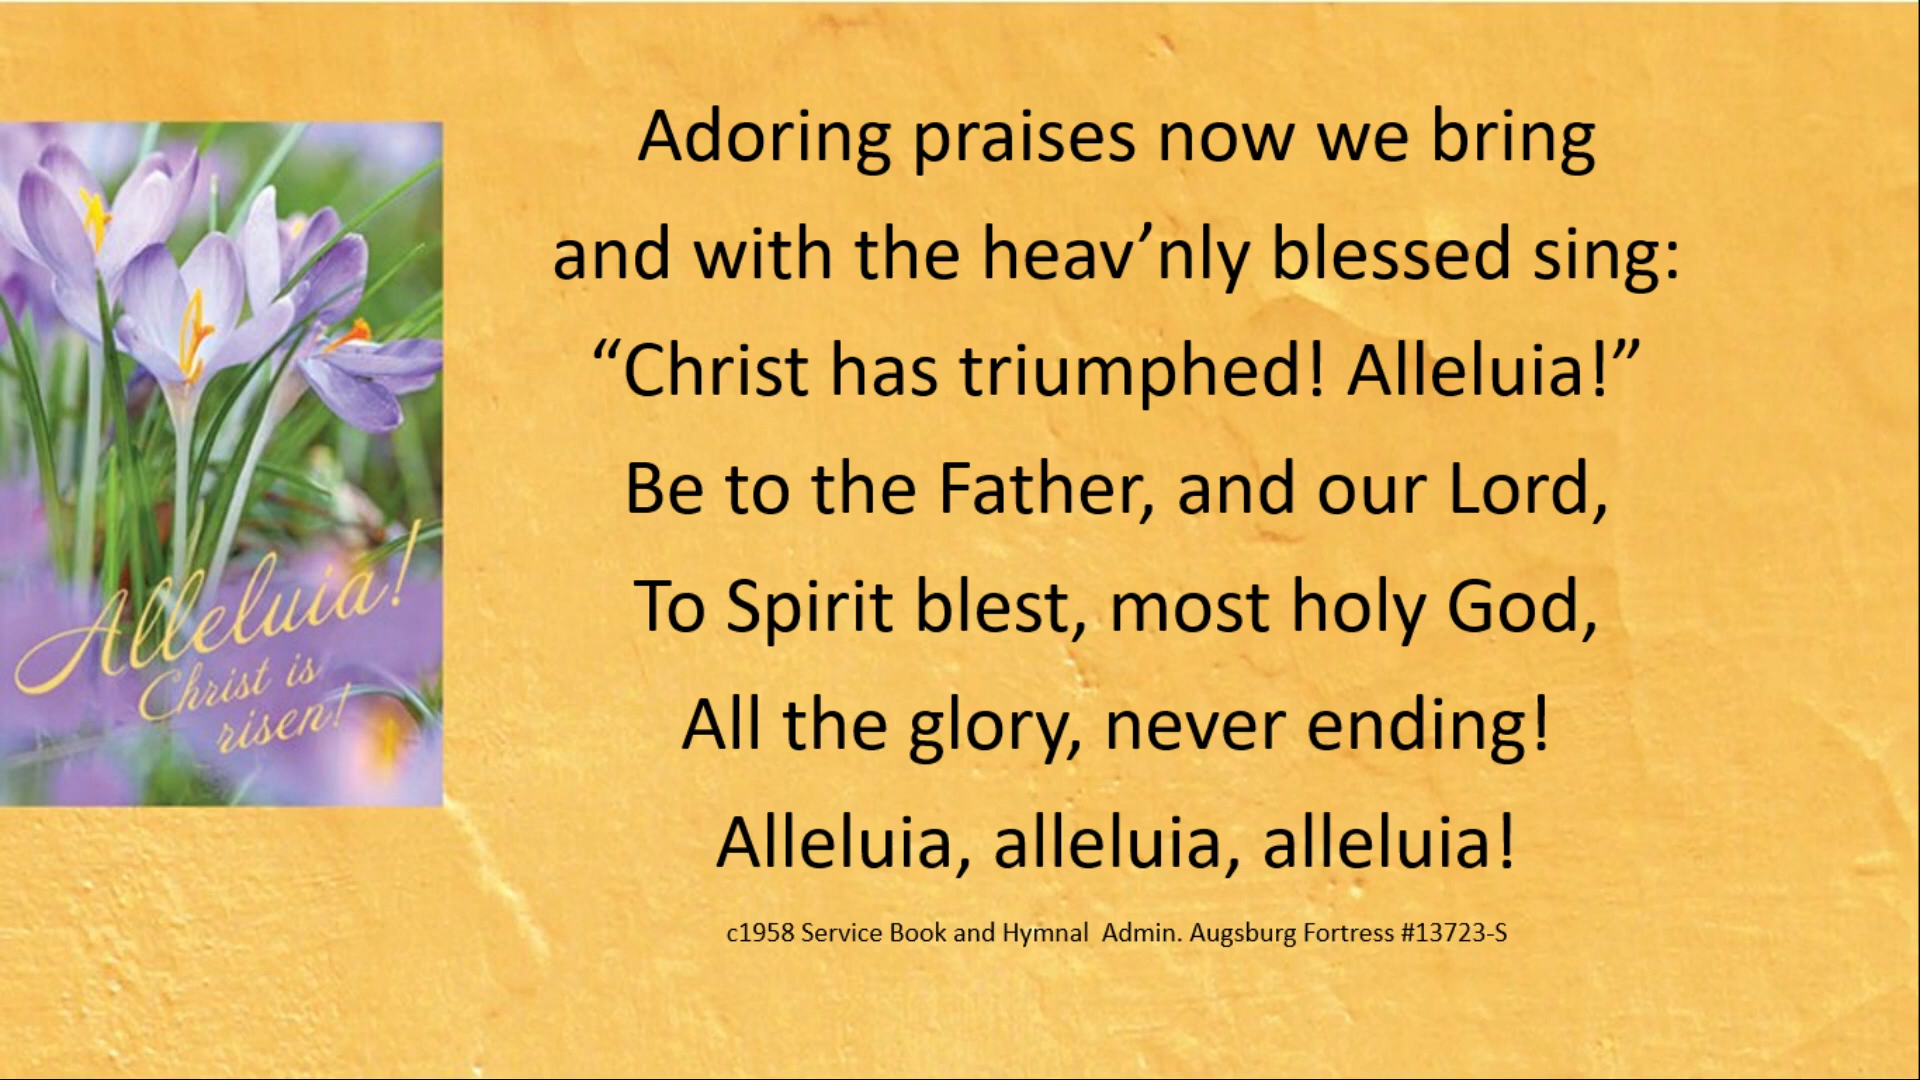 Adoring praises now we bring
and with the heav’nly blessed sing:
“Christ has triumphed! Alleluia!”
Be to the Father, and our Lord,
To Spirit blest, most holy God,
All the glory, never ending!
Alleluia, alleluia, alleluia!
c1958 Service Book and Hymnal  Admin. Augsburg Fortress #13723-S
Alleluia!
Christ is
risen!